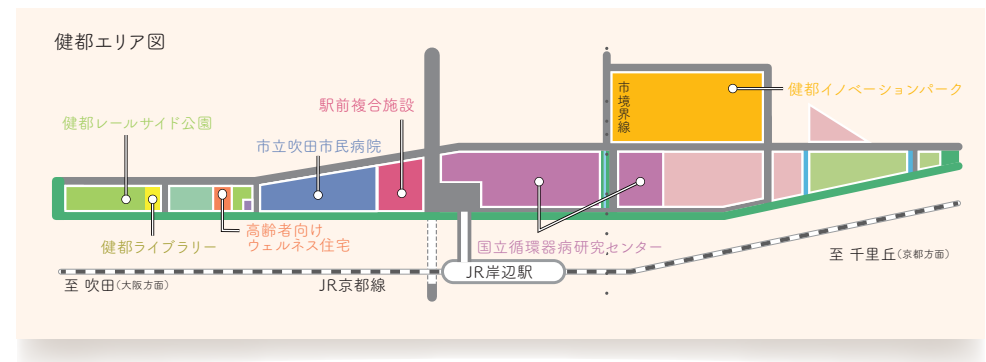 健都エリア図
駅前複合施設
健都イノベーションパーク
市境界線
健都レールサイド公園
市立吹田市民病院
健都ライブラリー
高齢者向け
ウェルネス住宅
国立循環器病研究センター
至 千里丘(京都方面)
JR岸辺駅
至 吹田(大阪方面)
JR京都線